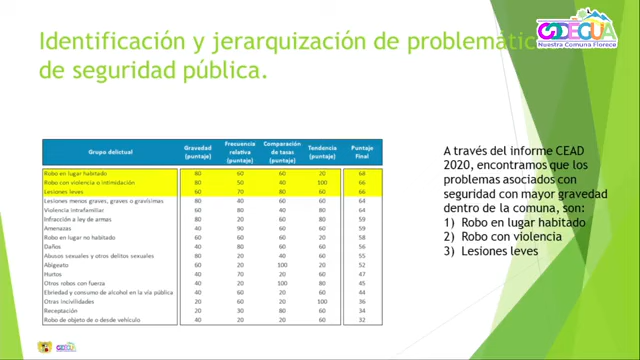 Identificación y jerarquización de problemátic
de seguridad pública.
CODEGUA
Nuestra Comuna Florece
Grupo delictual Gravedad (puntaje) Frecuencia relativa (puntaje) Comparación de tasas (puntaje) Tendencia (puntaje) Puntaje Final
Robo en lugar habitado 80 60 60 20 68
Robo con violencia o intimidación 80 50 40 100 66
Lesiones leves 60 70 80 60 66
Lesiones menos graves, graves o gravísimas 80 40 60 60 64
Violencia intrafamiliar 60 80 40 80 64
Infracción a ley de armas 80 20 60 80 59
Amenazas 40 90 60 60 59
Robo en lugar no habitado 60 60 60 20 58
Daños 40 80 60 60 56
Abusos sexuales y otros delitos sexuales 80 20 40 60 55
Abigeato 60 20 100 20 52
Hurtos 40 70 20 60 47
Otros robos con fuerza 40 20 100 80 45
Ebriedad y consumo de alcohol en la vía pública 40 60 20 60 44
Otras incivilidades 20 60 20 100 36
Receptación 20 30 80 60 34
Robo de objeto de o desde vehículo 40 20 20 60 32
A través del informe CEAD
2020, encontramos que los
problemas asociados con
seguridad con mayor gravedad
dentro de la comuna, son:
1) Robo en lugar habitado
2) Robo con violencia
3) Lesiones leves